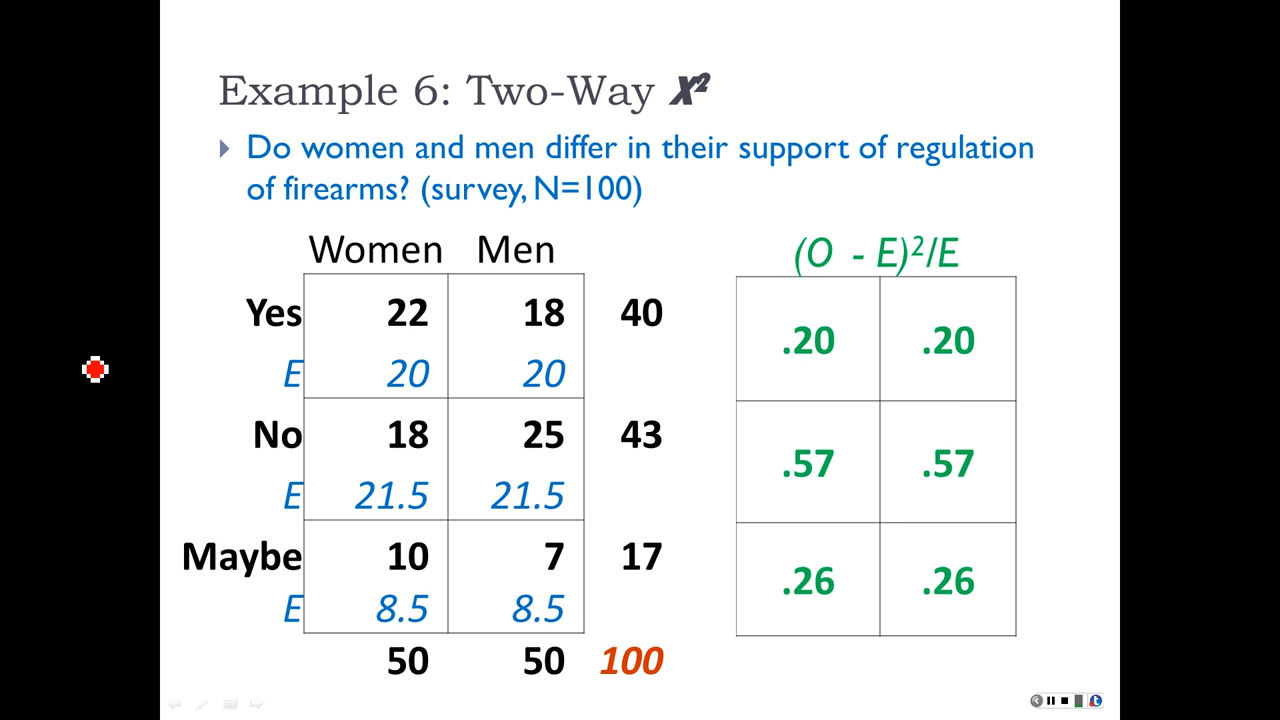 Example 6: Two-Way X²
Do women and men differ in their support of regulation
of firearms? (survey, N=100)
Women Men
(O - E)²/E
Yes 22 18 40
E 20 20
.20 .20
No 18 25 43
E 21.5 21.5
.57 .57
Maybe 10 7 17
E 8.5 8.5
.26 .26
50 50 100